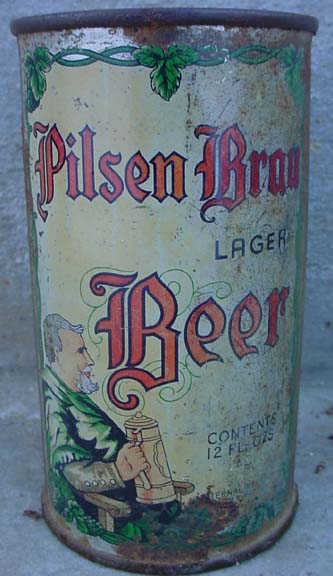 Pilsen Brau
LAGER
Beer
CONTENTS
12 FL. OZS